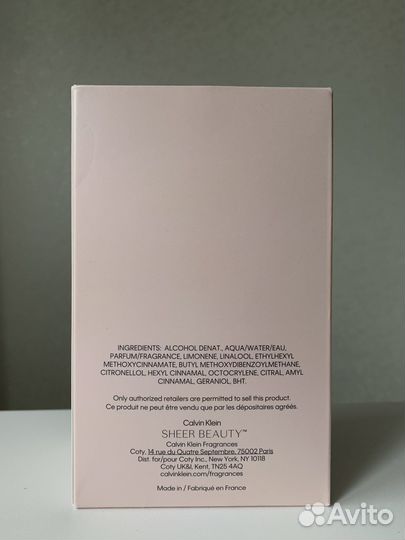 INGREDIENTS: ALCOHOL DENAT., AQUA/WATER/EAU,
PARFUM/FRAGRANCE, LIMONENE, LINALOOL, ETHYLHEXYL
METHOXYCINNAMATE, BUTYL METHOXYDIBENZOYLMETHANE,
CITRONELLOL, HEXYL CINNAMAL, OCTOCRYLENE, CITRAL, AMYL
CINNAMAL, GERANIOL, BHT.
Only authorized retailers are permitted to sell this product.
Ce produit ne peut être vendu que par les dépositaires agréés.
Calvin Klein
SHEER BEAUTY™
Calvin Klein Fragrances
Coty, 14 rue du Quatre Septembre, 75002 Paris
Dist. for/pour Coty Inc., New York, NY 10118
Coty UK&I, Kent, TN25 4AQ
calvinklein.com/fragrances
Made in / Fabriqué en France
Avito